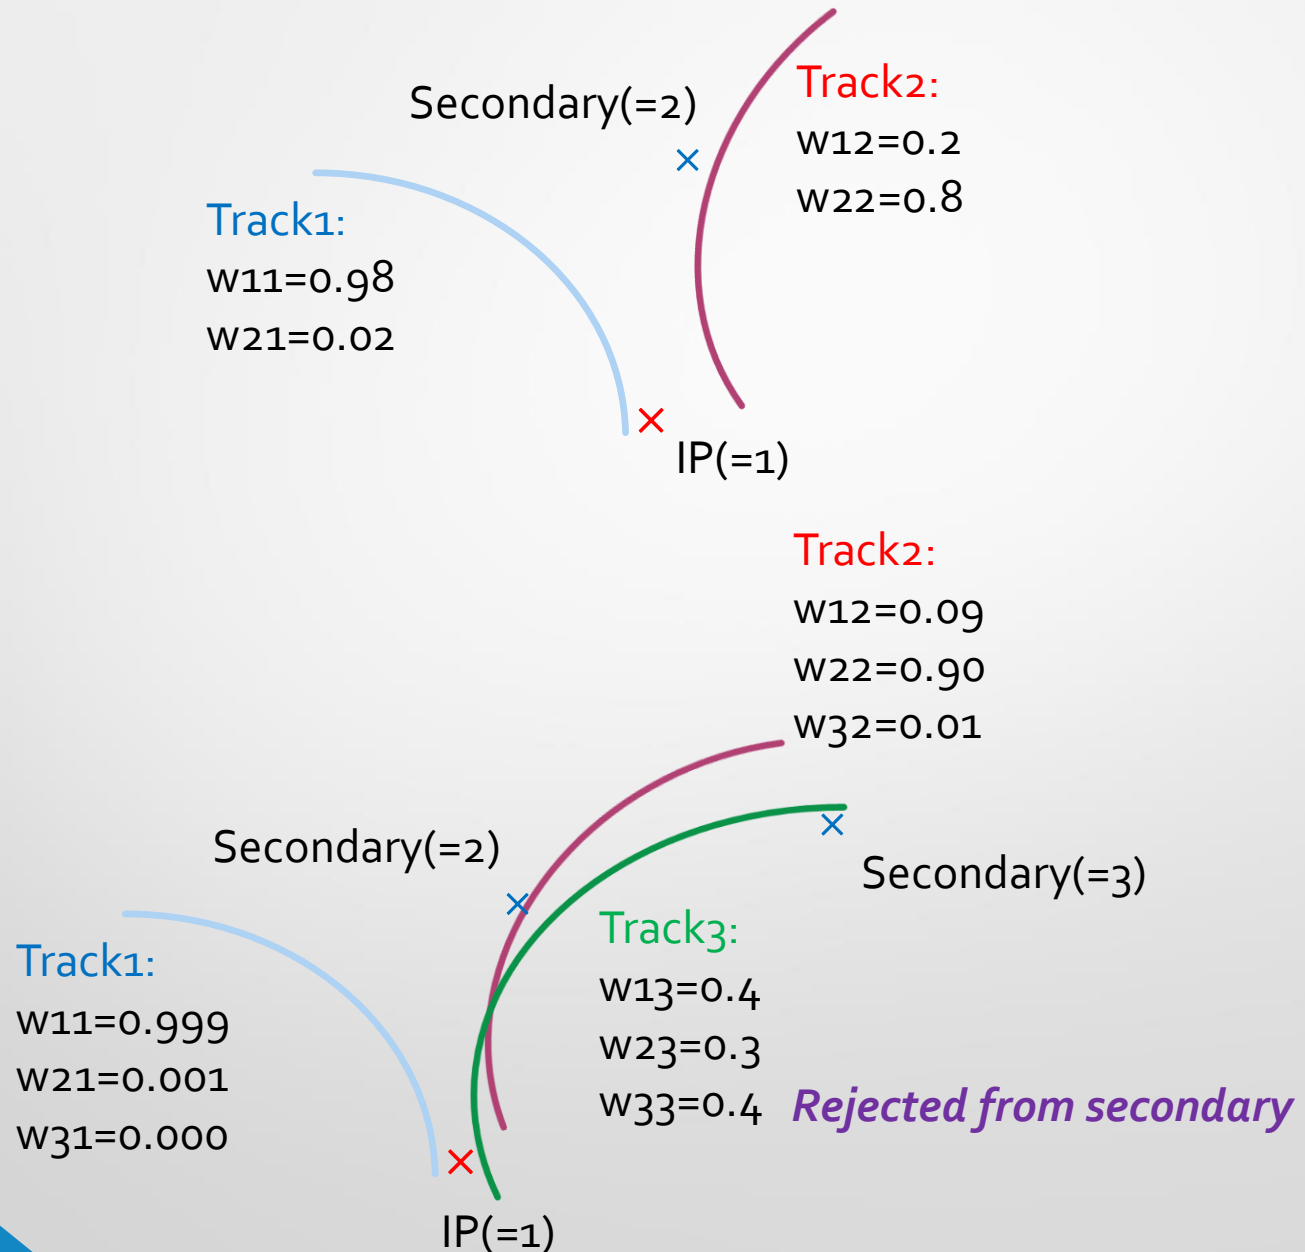 Secondary(=2)
Track2:
w12=0.2
w22=0.8
Track1:
w11=0.98
w21=0.02
IP(=1)
Track2:
w12=0.09
w22=0.90
w32=0.01
Secondary(=2)
Secondary(=3)
Track3:
w13=0.4
w23=0.3
w33=0.4 Rejected from secondary
Track1:
w11=0.999
w21=0.001
w31=0.000
IP(=1)